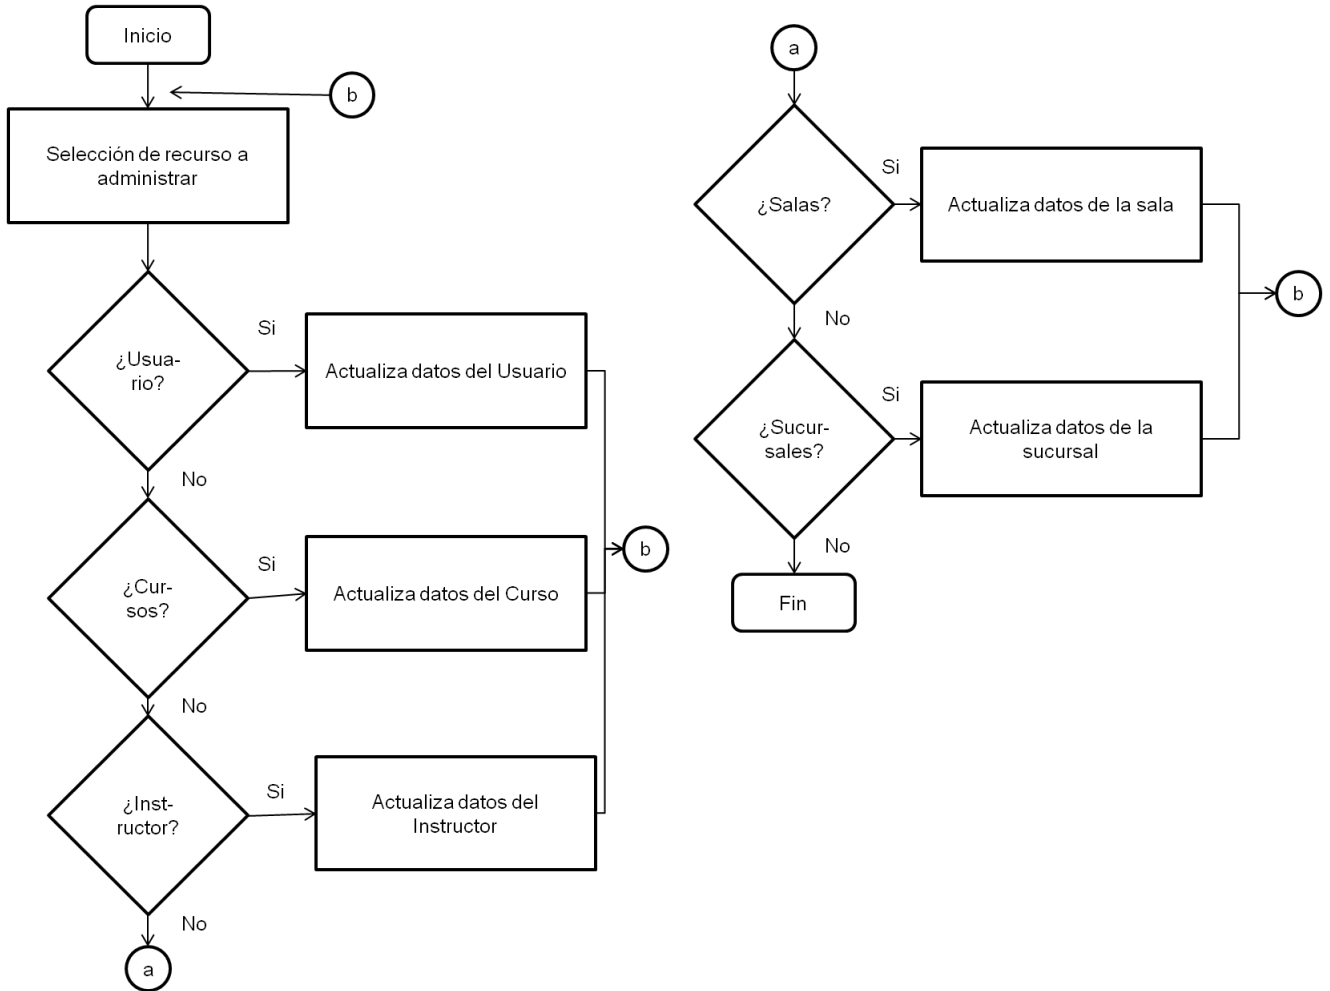 Inicio
b
Selección de recurso a
administrar
¿Usua-
rio?
Si
Actualiza datos del Usuario
No
¿Cur-
sos?
Si
Actualiza datos del Curso
b
No
¿Inst-
ructor?
Si
Actualiza datos del
Instructor
No
a
a
¿Salas?
Si
Actualiza datos de la sala
b
No
¿Sucur-
sales?
Si
Actualiza datos de la
sucursal
No
Fin